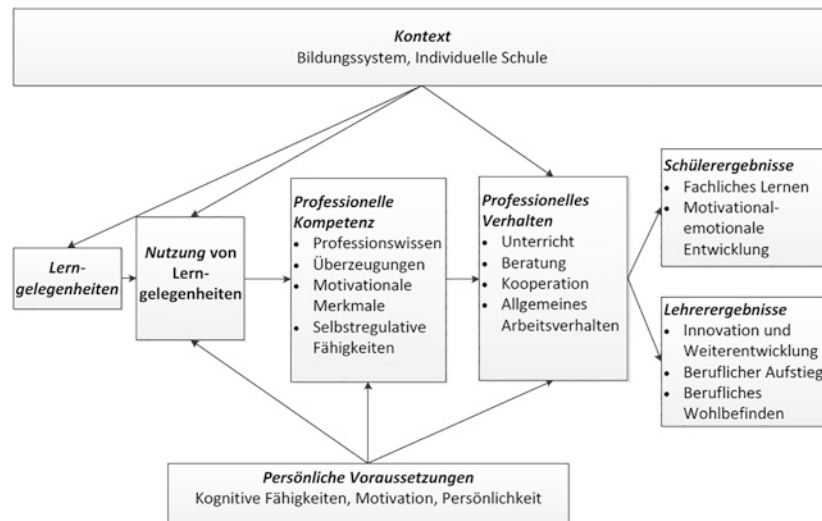 Kontext
Bildungssystem, Individuelle Schule
Lern-
gelegenheiten
Nutzung von
Lern-
gelegenheiten
Professionelle
Kompetenz
• Professionswissen
• Überzeugungen
• Motivationale
Merkmale
• Selbstregulative
Fähigkeiten
Professionelles
Verhalten
• Unterricht
• Beratung
• Kooperation
• Allgemeines
Arbeitsverhalten
Schülerergebnisse
• Fachliches Lernen
• Motivational-
emotionale
Entwicklung
Lehrerergebnisse
• Innovation und
Weiterentwicklung
• Beruflicher Aufstieg
• Berufliches
Wohlbefinden
Persönliche Voraussetzungen
Kognitive Fähigkeiten, Motivation, Persönlichkeit